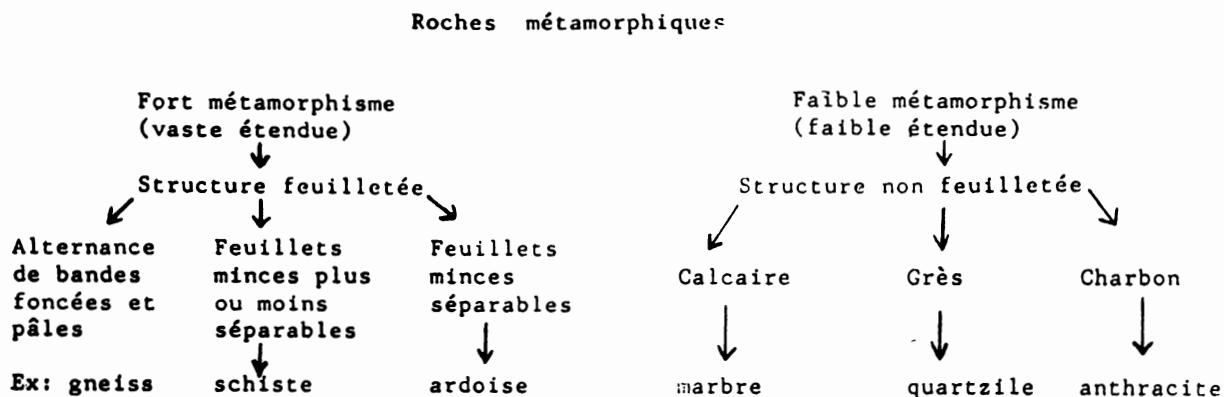 Roches métamorphiques
Fort métamorphisme
(vaste étendue)
Structure feuilletée
Alternance
de bandes
foncées et
pâles
Ex: gneiss
Feuillets
minces plus
ou moins
séparables
schiste
Feuillets
minces
séparables
ardoise
Faible métamorphisme
(faible étendue)
Structure non feuilletée
Calcaire
marbre
Grès
quartzile
Charbon
anthracite